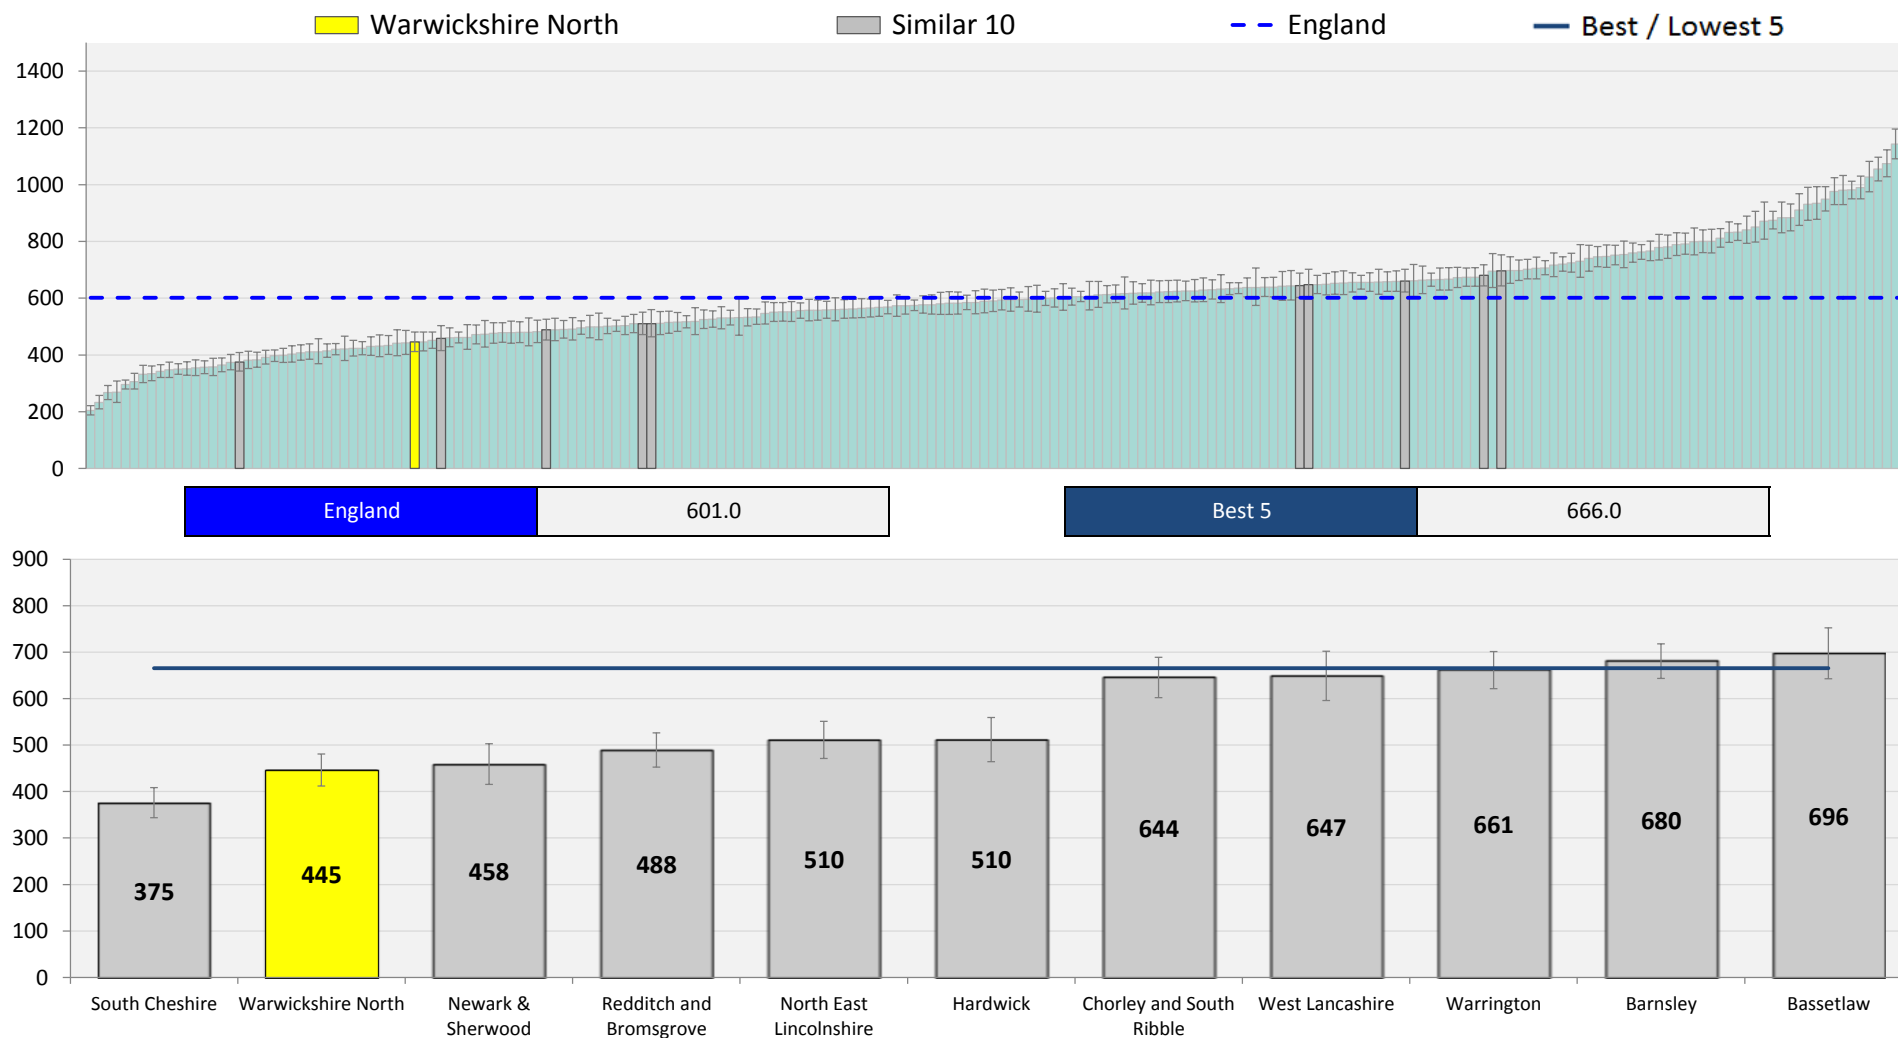 Warwickshire North
Similar 10
England
Best / Lowest 5
1400
1200
1000
800
600
400
200
0
England
601.0
Best 5
666.0
900
800
700
600
500
400
300
200
100
0
375
445
458
488
510
510
644
647
661
680
696
South Cheshire
Warwickshire North
Newark &
Sherwood
Redditch and
Bromsgrove
North East
Lincolnshire
Hardwick
Chorley and South
Ribble
West Lancashire
Warrington
Barnsley
Bassetlaw